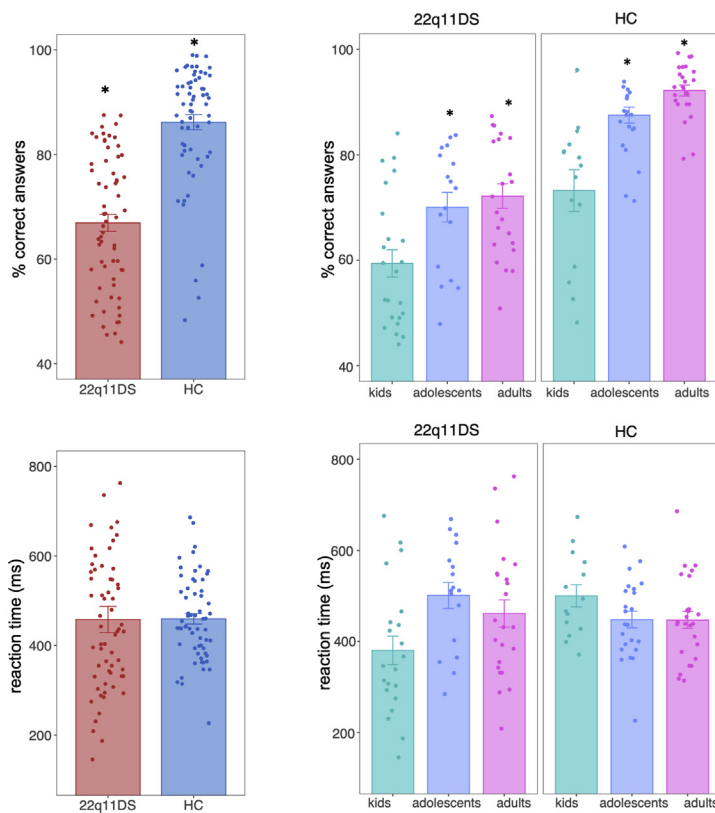 % correct answers
100
80
60
40
*
*
22q11DS
HC
22q11DS
HC
% correct answers
100
80
60
40
*
*
*
*
kids
adolescents
adults
kids
adolescents
adults
reaction time (ms)
800
600
400
200
22q11DS
HC
22q11DS
HC
reaction time (ms)
800
600
400
200
kids
adolescents
adults
kids
adolescents
adults